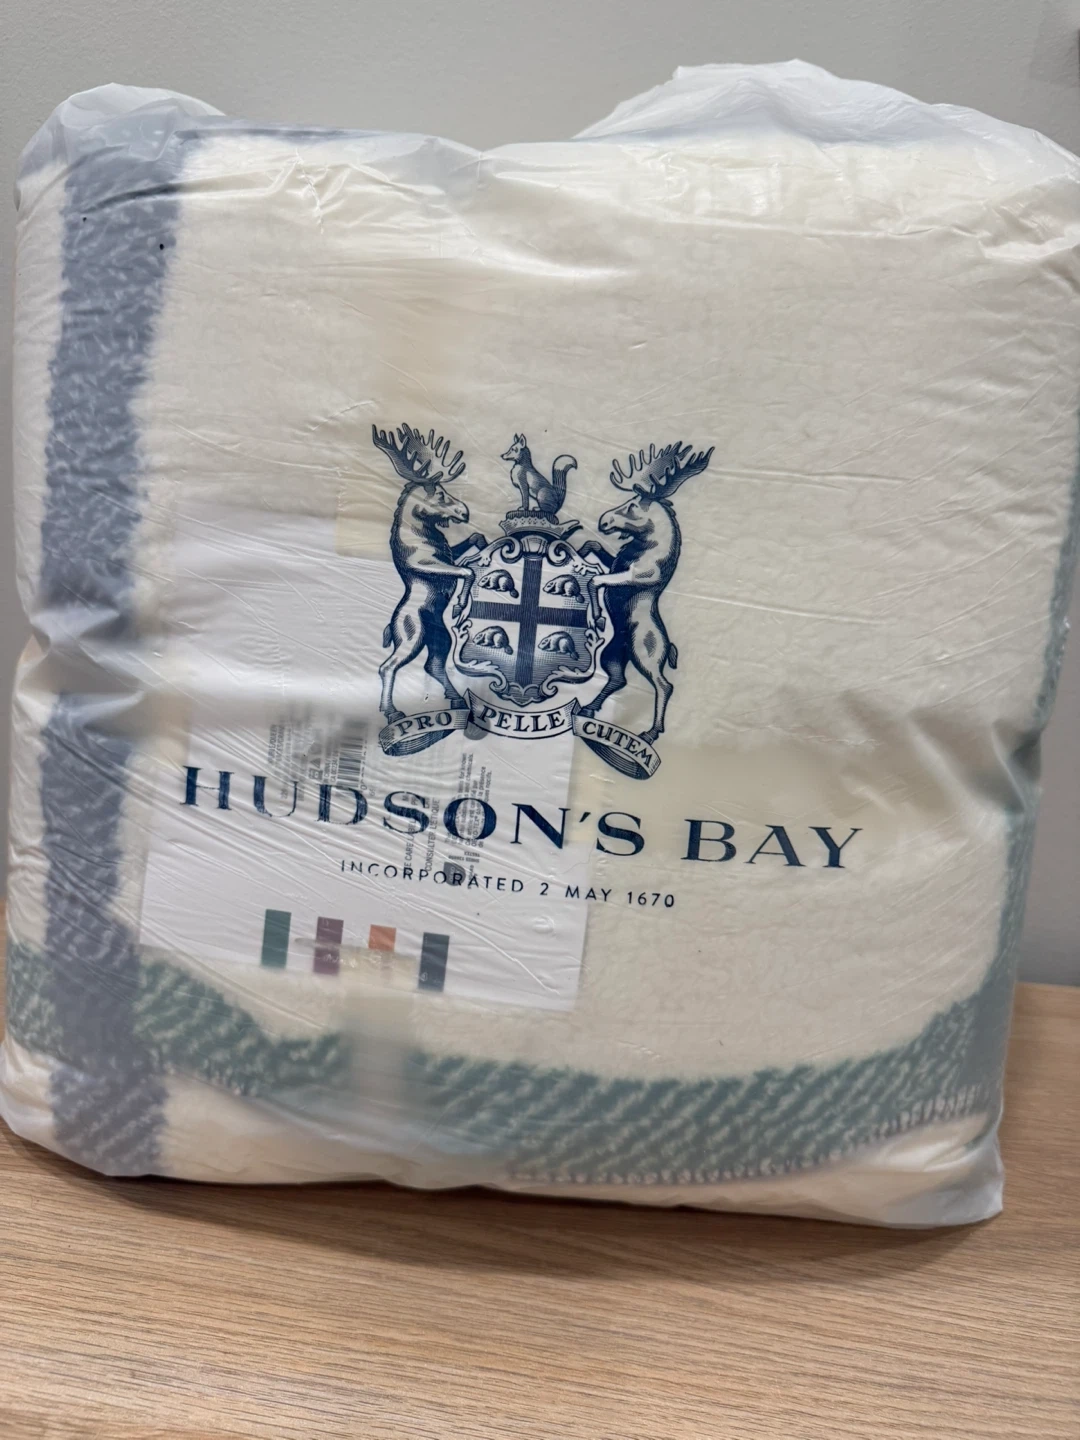 PRO PELLE CUTEM
HUDSON'S BAY
INCORPORATED 2 MAY 1670